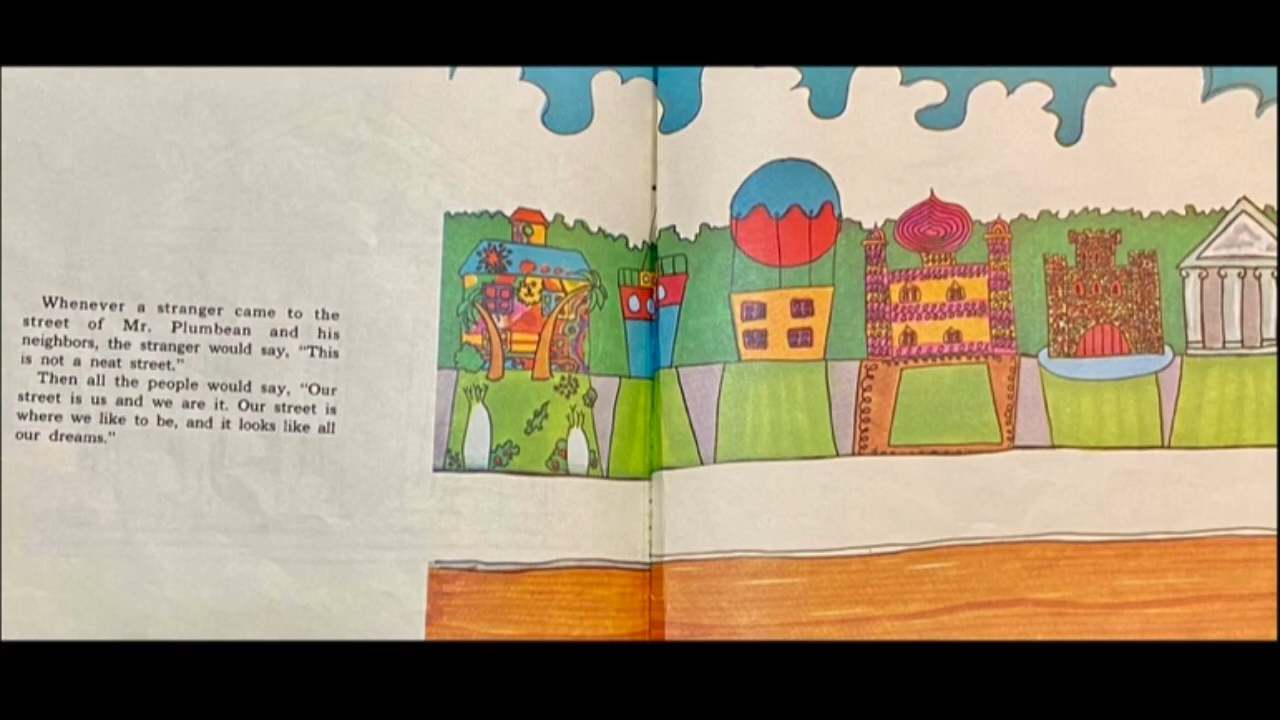 Whenever a stranger came to the
street of Mr. Plumbean and his
neighbors, the stranger would say, "This
is not a neat street."
Then all the people would say, "Our
street is us and we are it. Our street is
where we like to be, and it looks like all
our dreams."